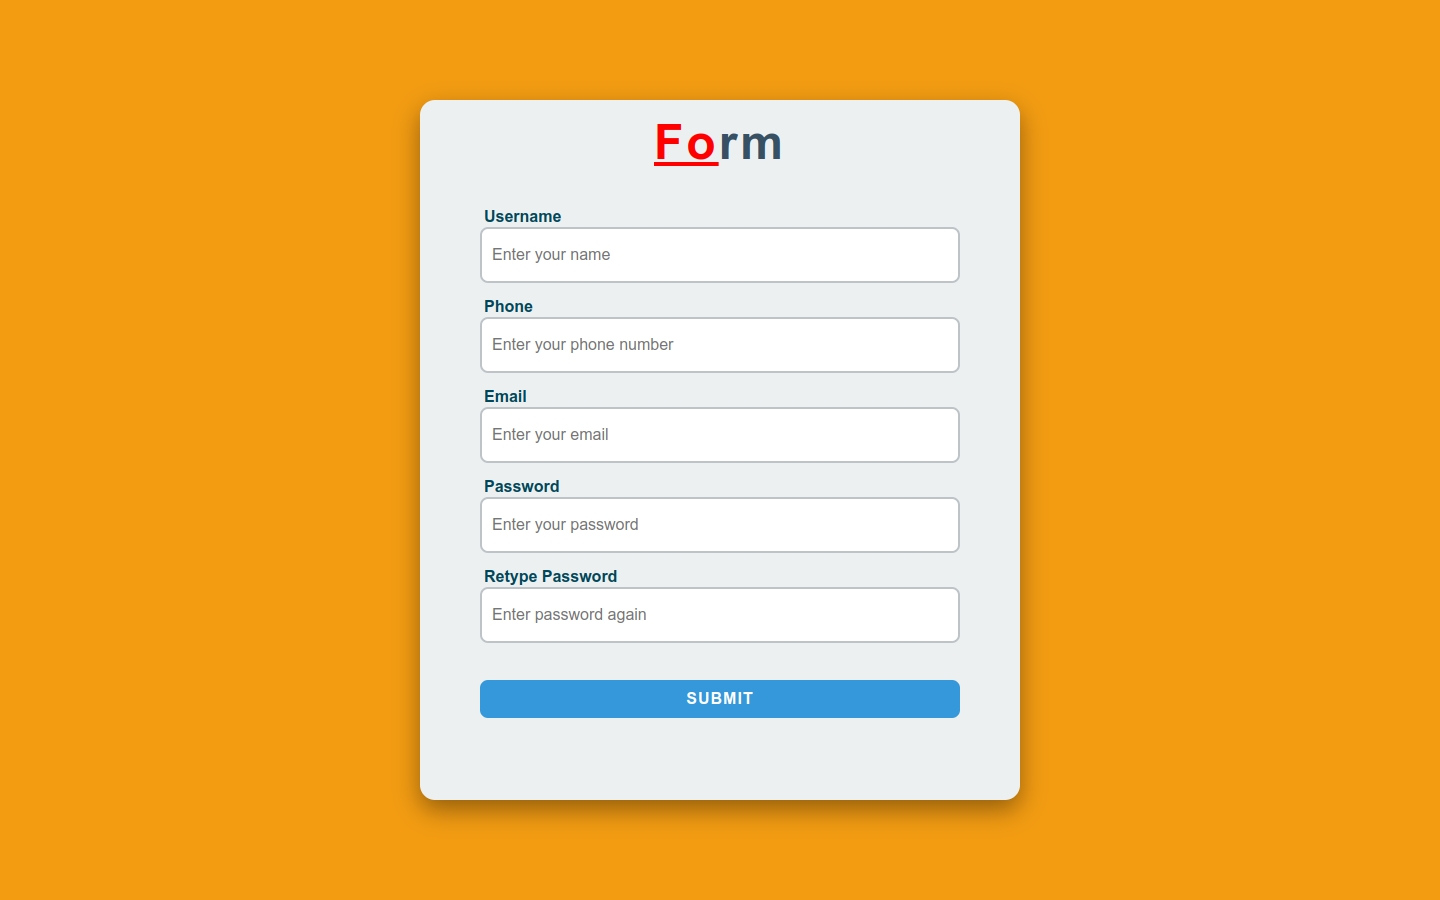 Form
Username
Enter your name
Phone
Enter your phone number
Email
Enter your email
Password
Enter your password
Retype Password
Enter password again
SUBMIT